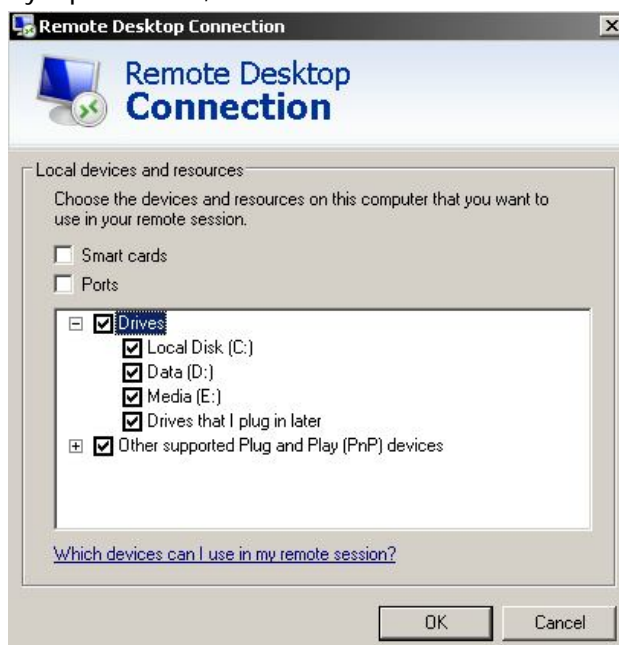 Remote Desktop Connection
Remote Desktop
Connection
Local devices and resources
Choose the devices and resources on this computer that you want to
use in your remote session.
Smart cards
Ports
Drives
Local Disk (C:)
Data (D:)
Media (E:)
Drives that I plug in later
Other supported Plug and Play (PnP) devices
Which devices can I use in my remote session?
OK Cancel